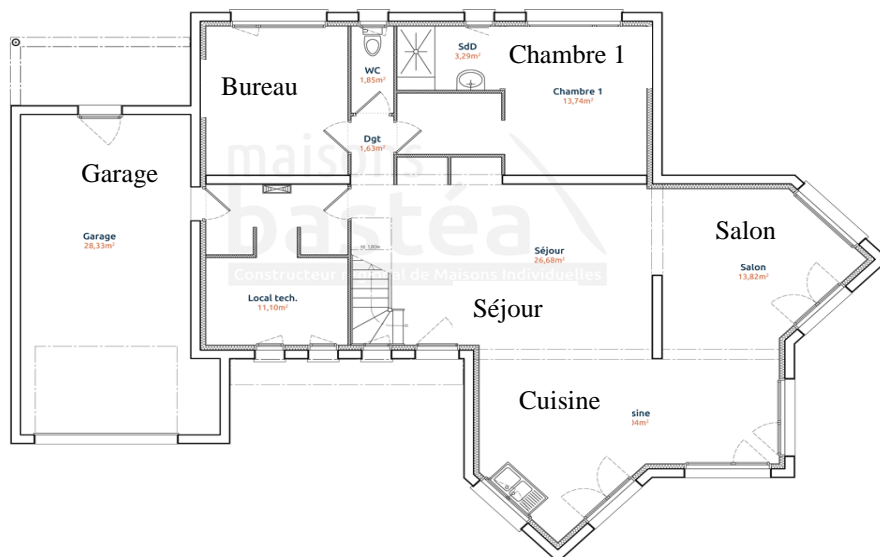 SdD
3,29m²
Chambre 1
WC
1,85m²
Bureau
Chambre 1
13,74m²
Dgt
1,63m²
maisons
Garage
bastéa
Salon
Garage
28,33m²
Séjour
26,68m²
Salon
13,82m²
Constructeur de Maisons Individuelles
Local tech.
11,10m²
Séjour
Cuisine
sine
04m²